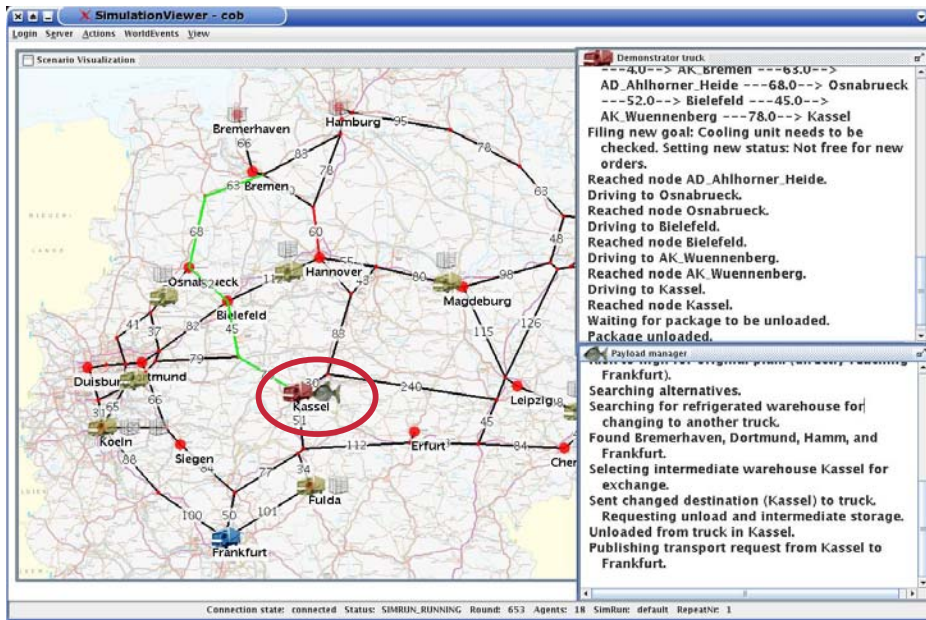 SimulationViewer - cob
Login Server Actions WorldEvents View
Scenario Visualization
Hamburg
95
Bremerhaven
66
83
78
78
Bremen
63
63
68
60
48
Osnabrueck
52
112
Hannover
55
43
80
98
Magdeburg
Bielefeld
41
37
82
45
88
115
126
79
Duisburg
Dortmund
30
240
Leipzig
Kassel
31
65
66
51
45
Koeln
112
Erfurt
84
Siegen
88
77
34
Fulda
100
50
101
Frankfurt
Demonstrator truck
---4.0--> AK_Bremen ---63.0-->
AD_Ahlhorner_Heide ---68.0--> Osnabrueck
---52.0--> Bielefeld ---45.0-->
AK_Wuennenberg ---78.0--> Kassel
Filing new goal: Cooling unit needs to be
checked. Setting new status: Not free for new
orders.
Reached node AD_Ahlhorner_Heide.
Driving to Osnabrueck.
Reached node Osnabrueck.
Driving to Bielefeld.
Reached node Bielefeld.
Driving to AK_Wuennenberg.
Reached node AK_Wuennenberg.
Driving to Kassel.
Reached node Kassel.
Waiting for package to be unloaded.
Package unloaded.
Payload manager
Frankfurt).
Searching alternatives.
Searching for refrigerated warehouse for
changing to another truck.
Found Bremerhaven, Dortmund, Hamm, and
Frankfurt.
Selecting intermediate warehouse Kassel for
exchange.
Sent changed destination (Kassel) to truck.
Requesting unload and intermediate storage.
Unloaded from truck in Kassel.
Publishing transport request from Kassel to
Frankfurt.
Connection state: connected Status: SIMRUN_RUNNING Round: 653 Agents: 18 SimRun: default RepeatNr: 1